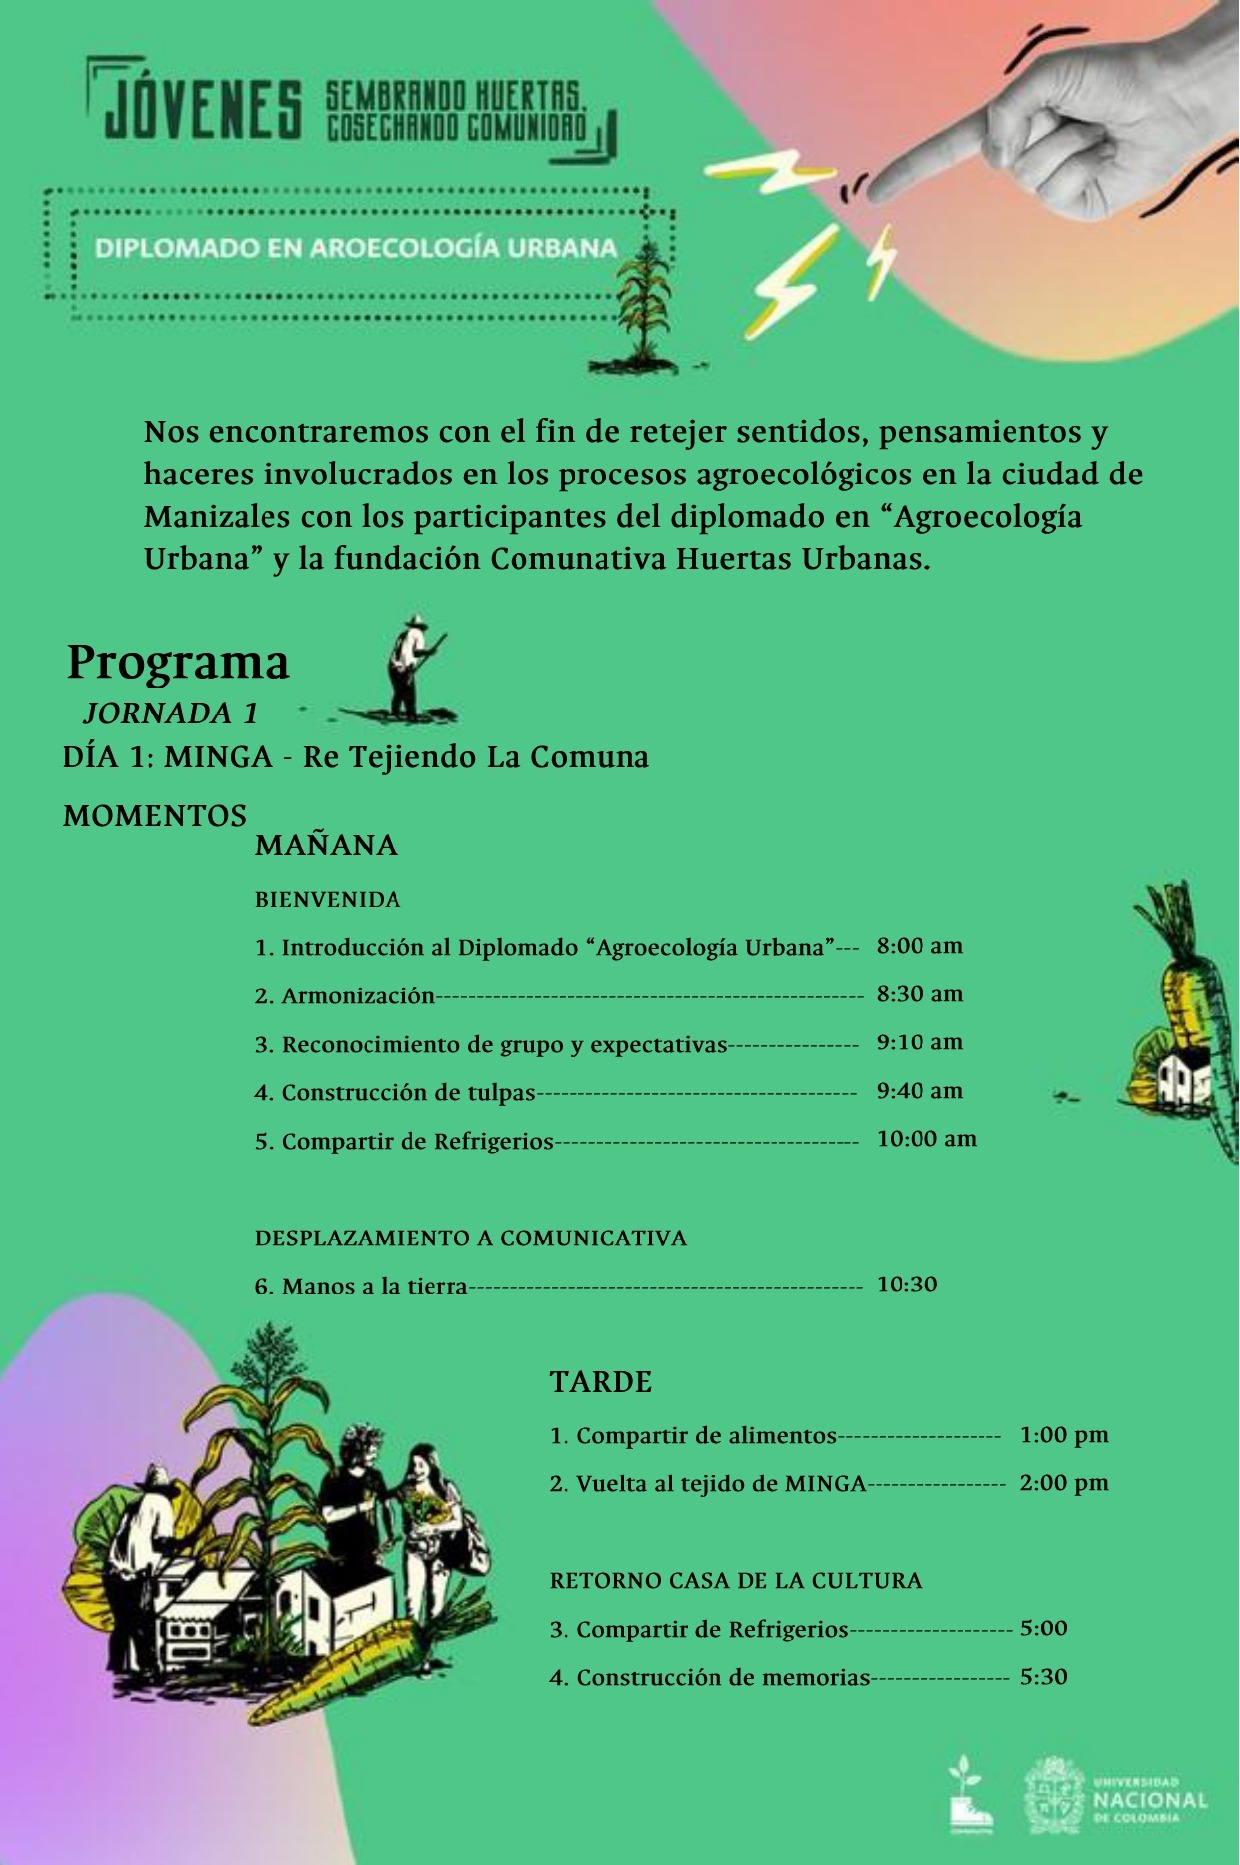 JÓVENES SEMBRANDO HUERTAS,
COSECHANDO COMUNIDAD
DIPLOMADO EN AROECOLOGÍA URBANA
Nos encontraremos con el fin de retejer sentidos, pensamientos y
haceres involucrados en los procesos agroecológicos en la ciudad de
Manizales con los participantes del diplomado en “Agroecología
Urbana” y la fundación Comunativa Huertas Urbanas.
Programa
JORNADA 1
DÍA 1: MINGA - Re Tejiendo La Comuna
MOMENTOS
MAÑANA
BIENVENIDA
1. Introducción al Diplomado “Agroecología Urbana”--- 8:00 am
2. Armonización---------------------------------------------------- 8:30 am
3. Reconocimiento de grupo y expectativas---------------- 9:10 am
4. Construcción de tulpas--------------------------------------- 9:40 am
5. Compartir de Refrigerios------------------------------------- 10:00 am
DESPLAZAMIENTO A COMUNICATIVA
6. Manos a la tierra------------------------------------------------ 10:30
TARDE
1. Compartir de alimentos-------------------- 1:00 pm
2. Vuelta al tejido de MINGA----------------- 2:00 pm
RETORNO CASA DE LA CULTURA
3. Compartir de Refrigerios-------------------- 5:00
4. Construcción de memorias----------------- 5:30
UNIVERSIDAD
NACIONAL
DE COLOMBIA